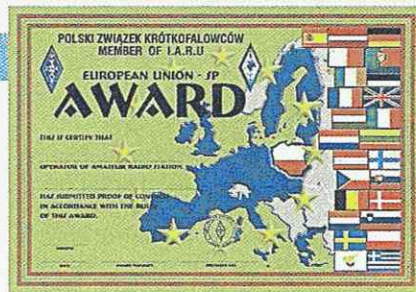 POLSKI ZWIĄZEK KRÓTKOFALOWCÓW
MEMBER OF I.A.R.U
EUROPEAN UNION - SP
AWARD
THIS IS CERTIFY THAT
OPERATOR OF AMATEUR RADIO STATION
HAS SUBMITTED PROOF OF CONTACTS
IN ACCORDANCE WITH THE RULES
OF THIS AWARD.